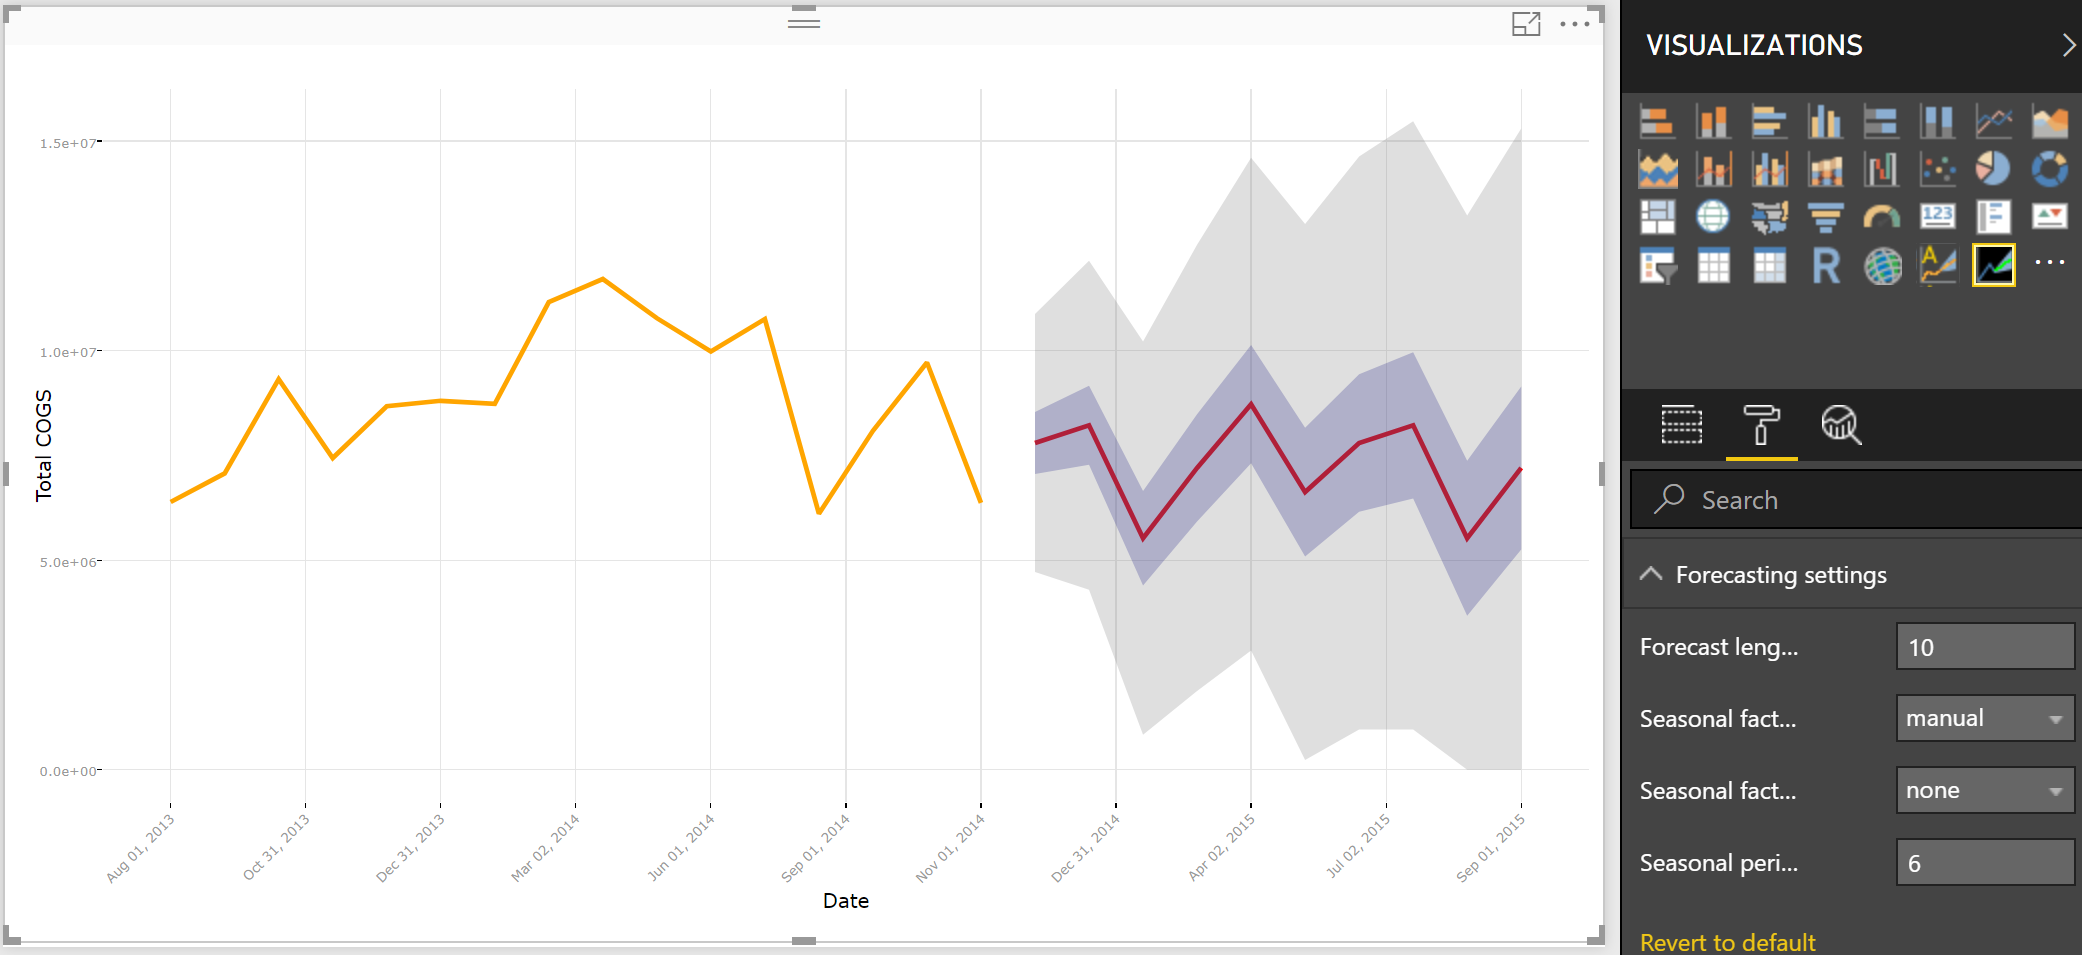 1.5e+07
1.0e+07
5.0e+06
0.0e+00
Total COGS
Aug 01, 2013
Oct 31, 2013
Dec 31, 2013
Mar 02, 2014
Jun 01, 2014
Sep 01, 2014
Nov 01, 2014
Dec 31, 2014
Apr 02, 2015
Jul 02, 2015
Sep 01, 2015
Date
VISUALIZATIONS
123
R
A
Search
Forecasting settings
Forecast leng... 10
Seasonal fact... manual
Seasonal fact... none
Seasonal peri... 6
Revert to default